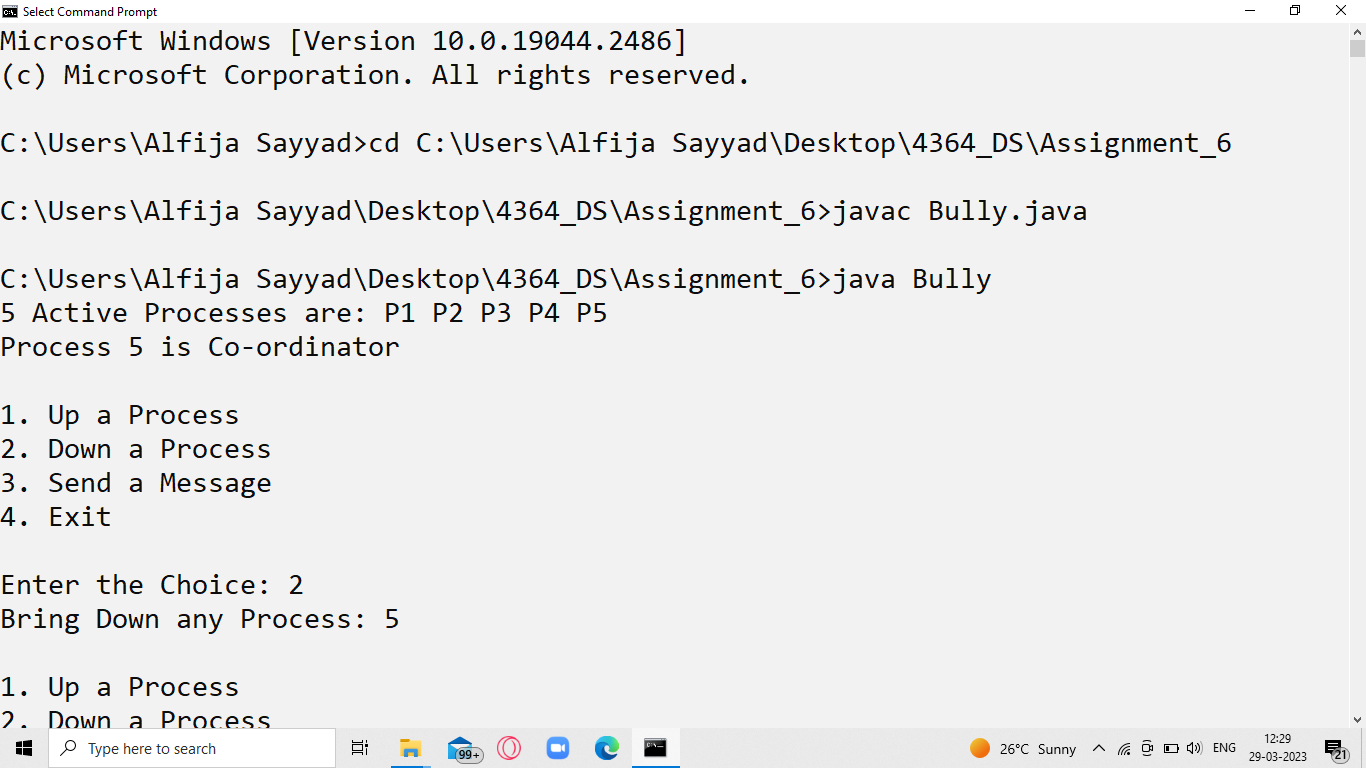 Select Command Prompt
Microsoft Windows [Version 10.0.19044.2486]
(c) Microsoft Corporation. All rights reserved.
C:\Users\Alfija Sayyad>cd C:\Users\Alfija Sayyad\Desktop\4364_DS\Assignment_6
C:\Users\Alfija Sayyad\Desktop\4364_DS\Assignment_6>javac Bully.java
C:\Users\Alfija Sayyad\Desktop\4364_DS\Assignment_6>java Bully
5 Active Processes are: P1 P2 P3 P4 P5
Process 5 is Co-ordinator
1. Up a Process
2. Down a Process
3. Send a Message
4. Exit
Enter the Choice: 2
Bring Down any Process: 5
1. Up a Process
2. Down a Process
Type here to search
99+
26°C Sunny
ENG
12:29
29-03-2023
21